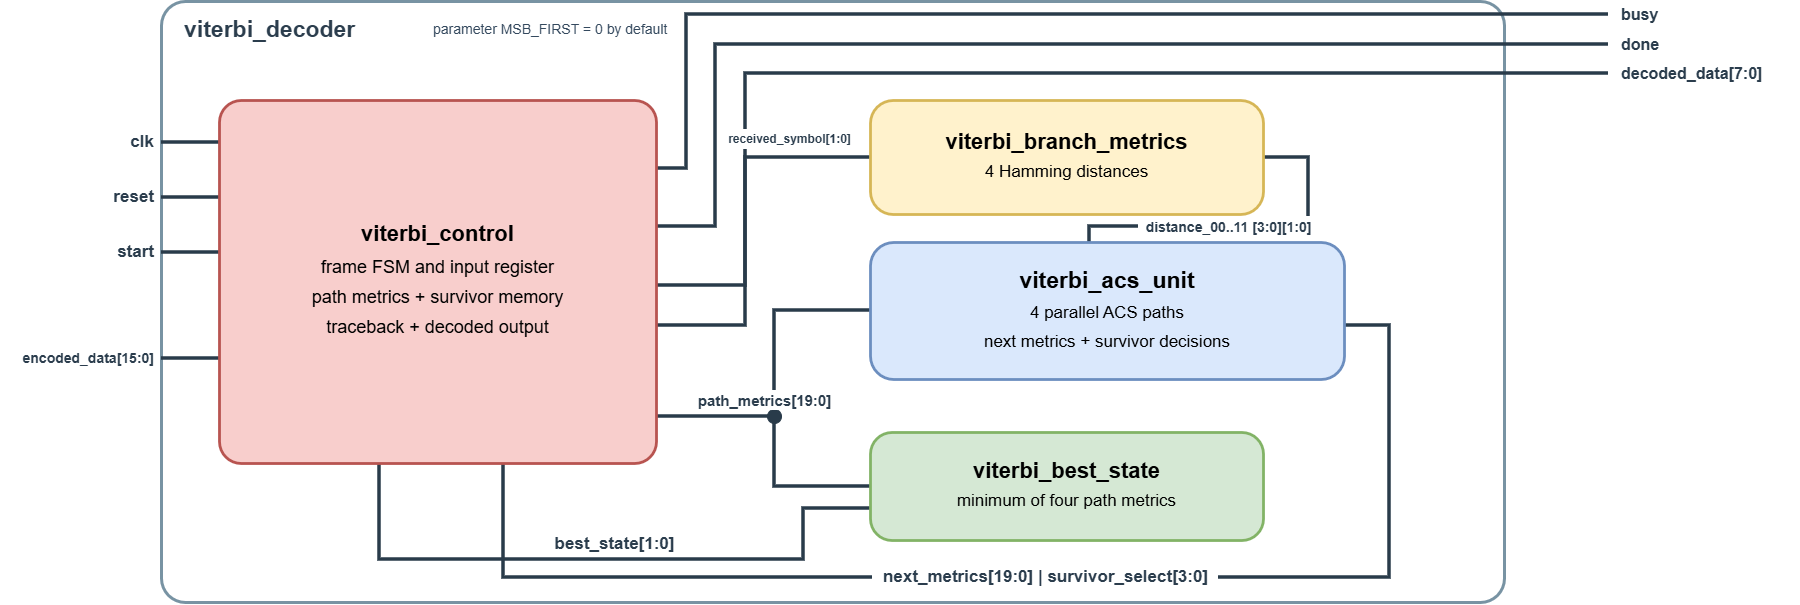 viterbi_decoder
parameter MSB_FIRST = 0 by default
busy
done
decoded_data[7:0]
clk
reset
start
encoded_data[15:0]
viterbi_control
frame FSM and input register
path metrics + survivor memory
traceback + decoded output
received_symbol[1:0]
viterbi_branch_metrics
4 Hamming distances
distance_00..11 [3:0][1:0]
viterbi_acs_unit
4 parallel ACS paths
next metrics + survivor decisions
path_metrics[19:0]
viterbi_best_state
minimum of four path metrics
best_state[1:0]
next_metrics[19:0] | survivor_select[3:0]